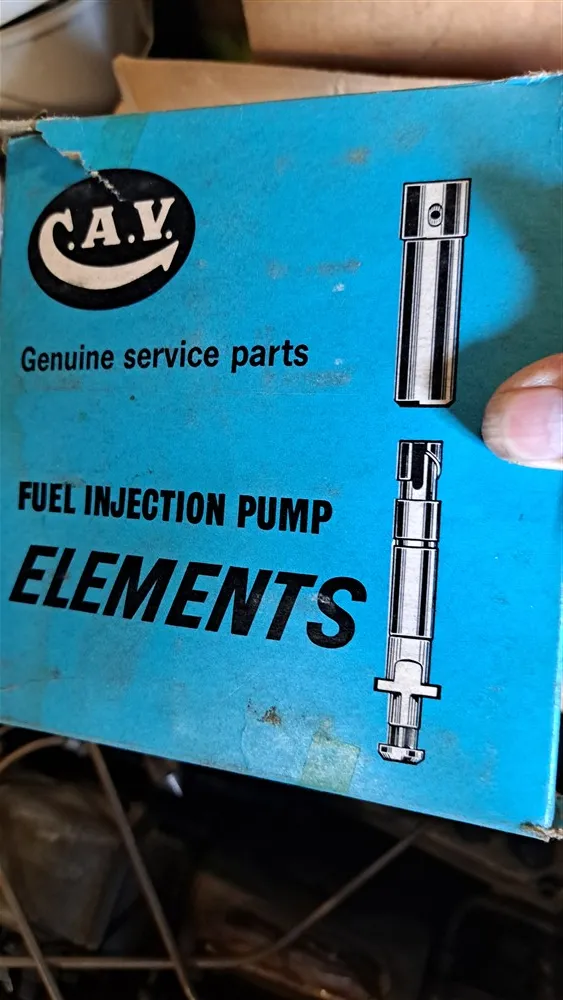 C.A.V.
Genuine service parts
FUEL INJECTION PUMP
ELEMENTS